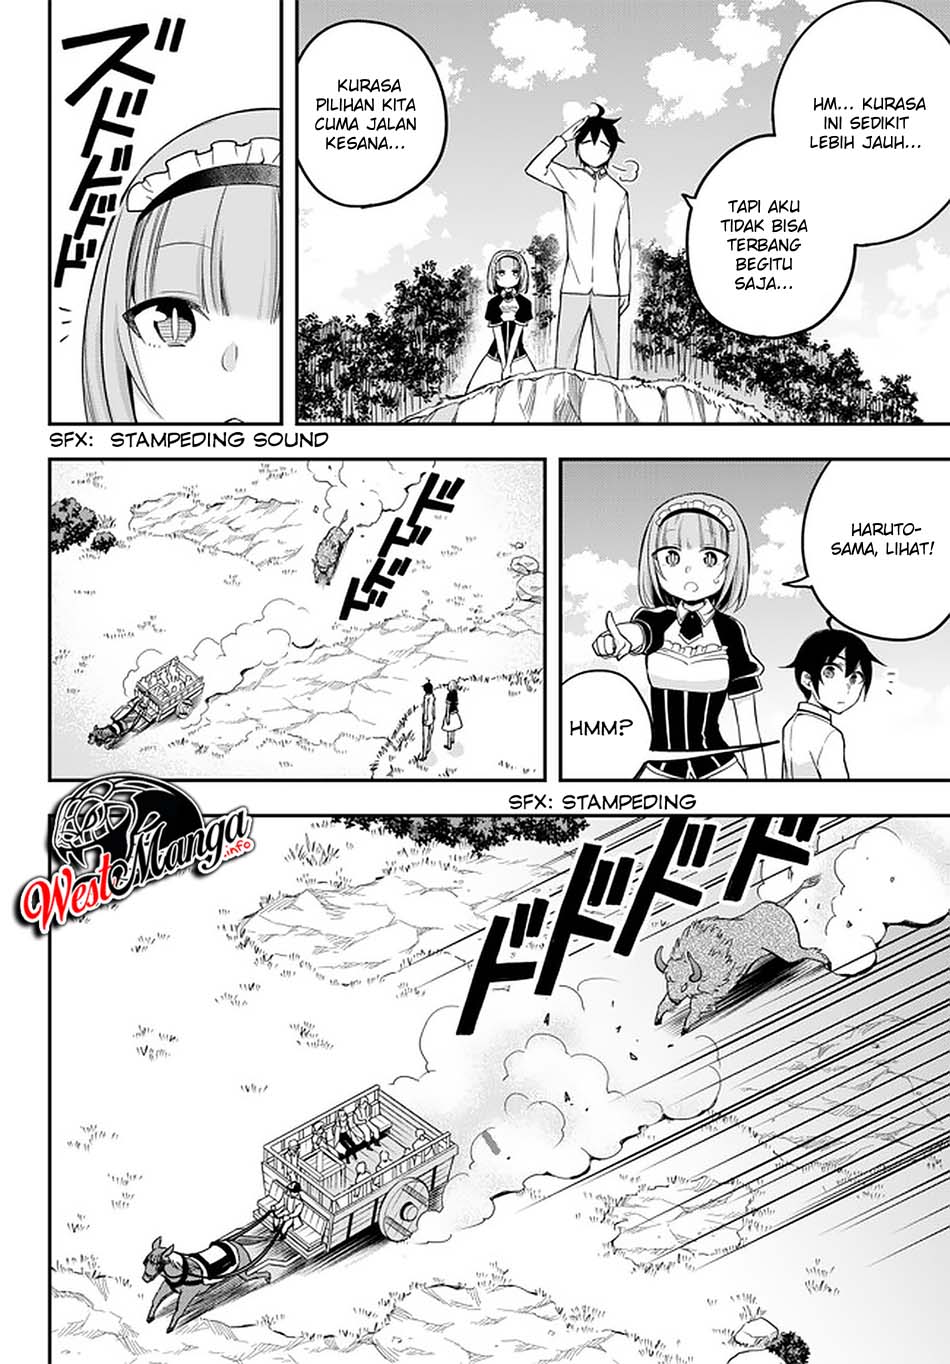 HM... KURASA
INI SEDIKIT
LEBIH JAUH...
TAPI AKU
TIDAK BISA
TERBANG
BEGITU
SAJA...
KURASA
PILIHAN KITA
CUMA JALAN
KESANA...
ズドドドドド
SFX: STAMPEDING SOUND
HARUTO-
SAMA, LIHAT!
HMM?
ドドドド
SFX: STAMPEDING
ドドドド
WestManga
.info